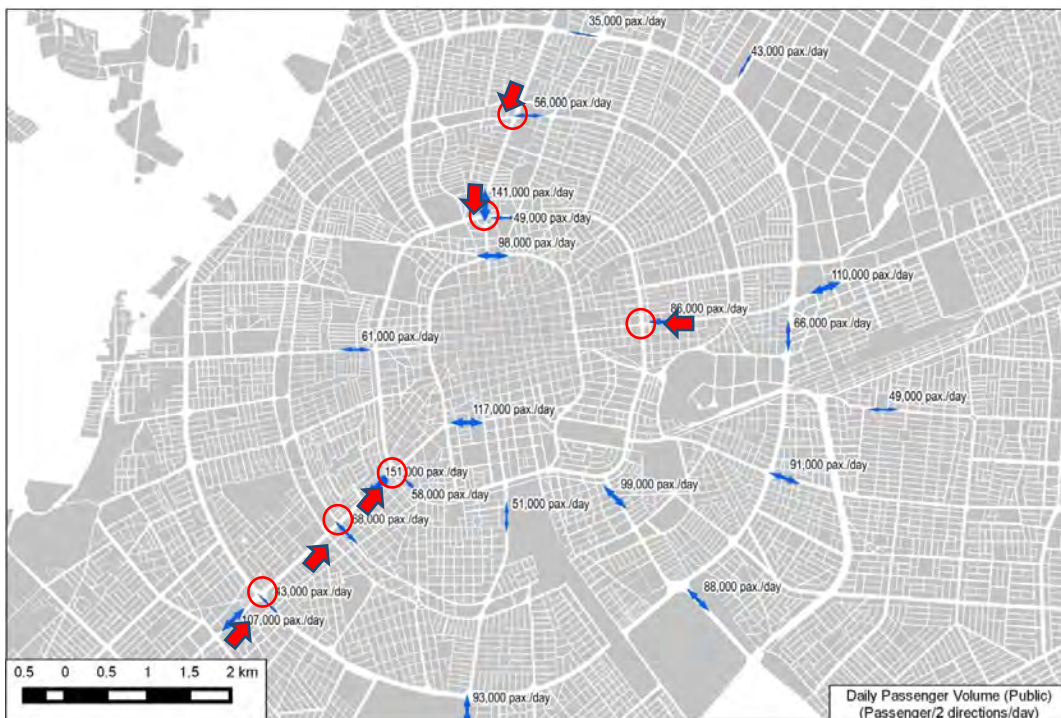 35,000 pax./day
43,000 pax./day
56,000 pax./day
141,000 pax./day
49,000 pax./day
98,000 pax./day
110,000 pax./day
86,000 pax./day
66,000 pax./day
61,000 pax./day
49,000 pax./day
117,000 pax./day
151,000 pax./day
91,000 pax./day
99,000 pax./day
58,000 pax./day
51,000 pax./day
68,000 pax./day
43,000 pax./day
88,000 pax./day
107,000 pax./day
0.5 0 0.5 1 1.5 2 km
93,000 pax./day
Daily Passenger Volume (Public)
(Passenger/2 directions/day)